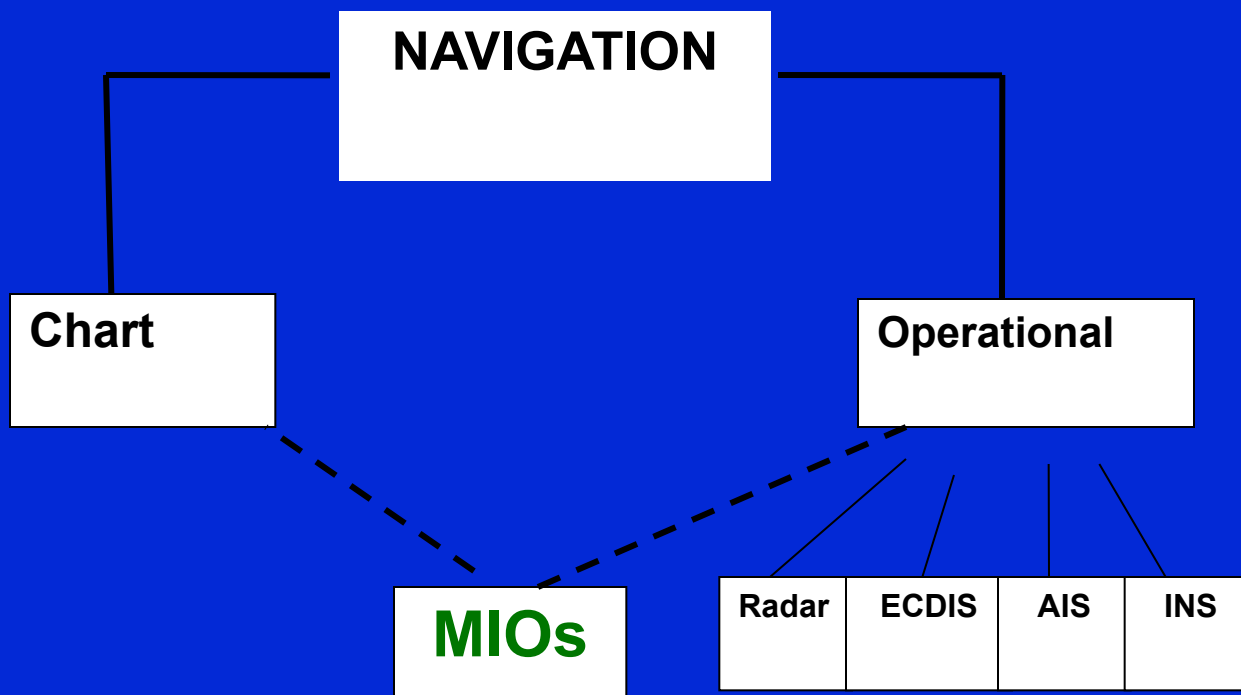 NAVIGATION
Chart
Operational
MIOs
Radar ECDIS AIS INS